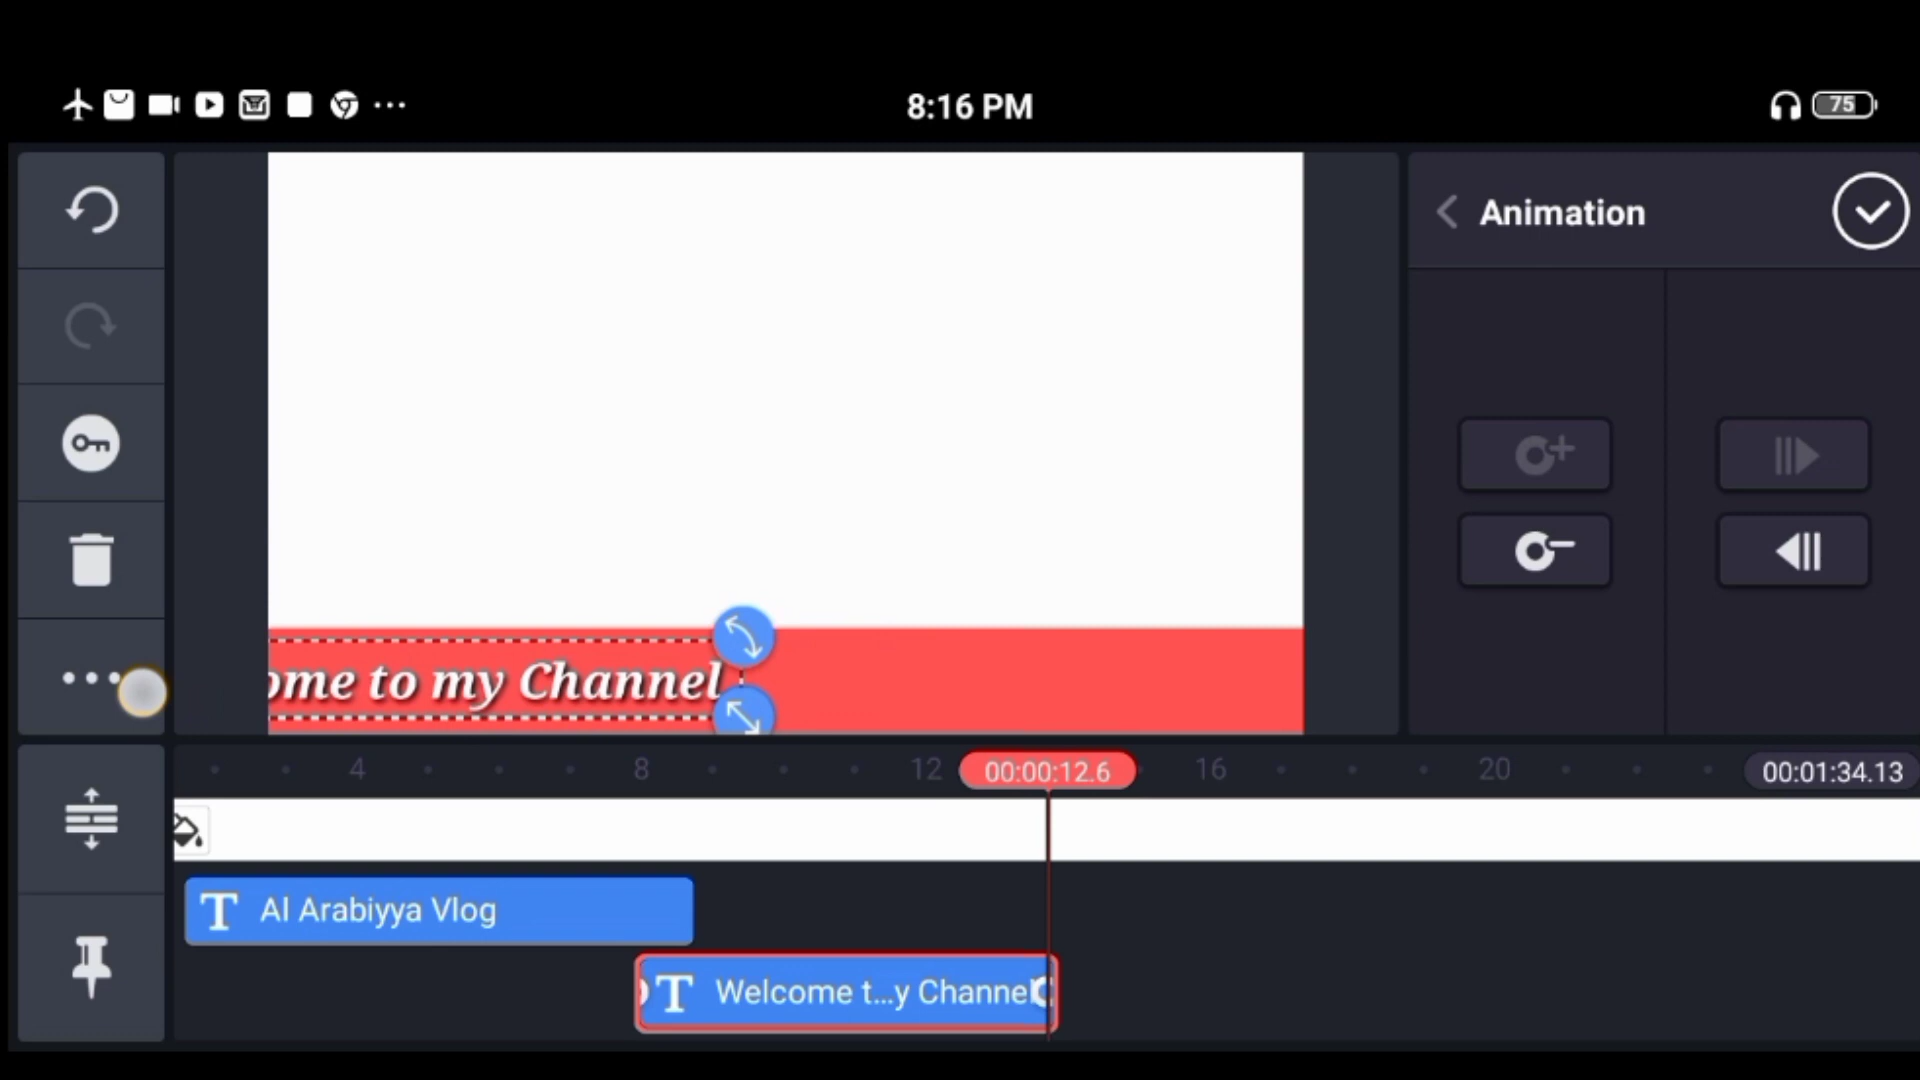 8:16 PM
75
Animation
ome to my Channel
4
8
12
00:00:12.6
16
20
00:01:34.13
T Al Arabiyya Vlog
T Welcome t...y Channel